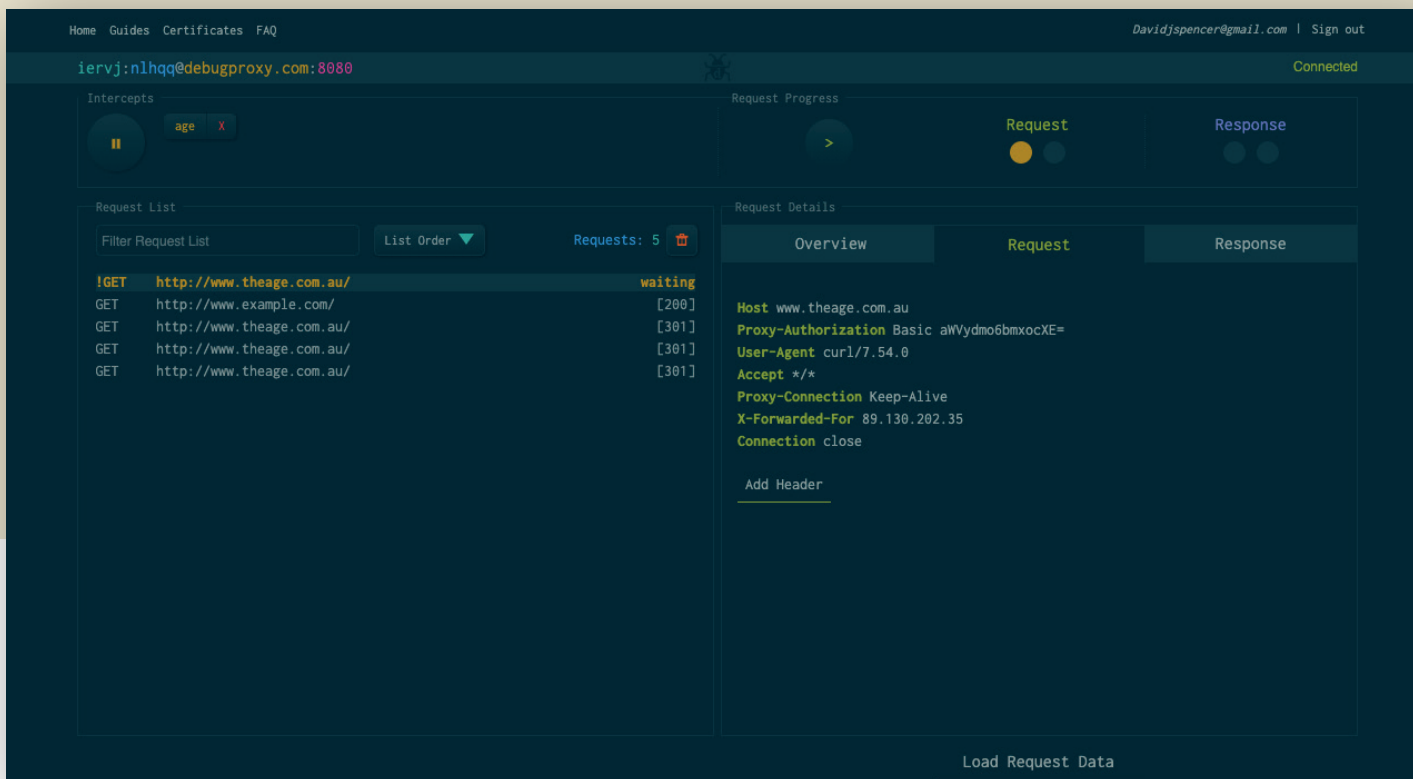 Home Guides Certificates FAQ
Davidjspencer@gmail.com | Sign out
iervj:nlhqq@debugproxy.com:8080
Connected
Intercepts
age X
Request Progress
>
Request
Response
Request List
Filter Request List
List Order
Requests: 5
!GET http://www.theage.com.au/ waiting
GET http://www.example.com/ [200]
GET http://www.theage.com.au/ [301]
GET http://www.theage.com.au/ [301]
GET http://www.theage.com.au/ [301]
Request Details
Overview Request Response
Host www.theage.com.au
Proxy-Authorization Basic aWVydmo6bmxocXE=
User-Agent curl/7.54.0
Accept */*
Proxy-Connection Keep-Alive
X-Forwarded-For 89.130.202.35
Connection close
Add Header
Load Request Data